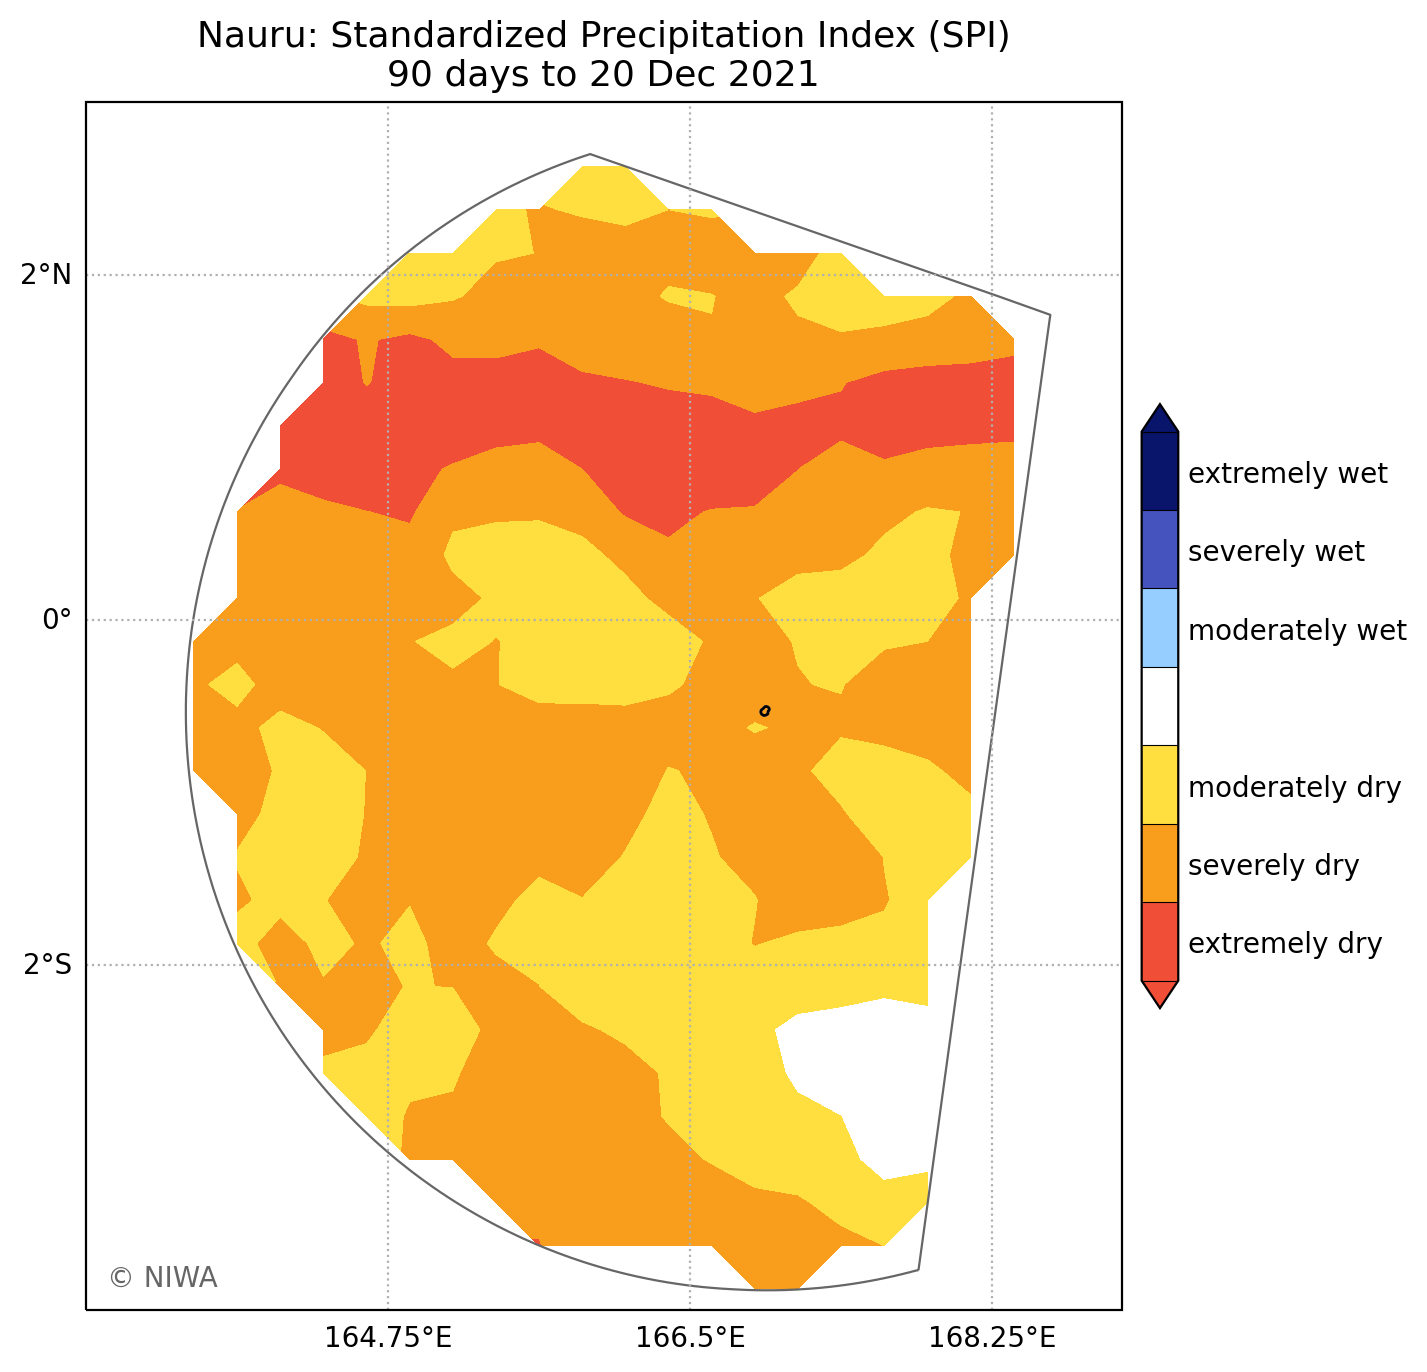 Nauru: Standardized Precipitation Index (SPI)
90 days to 20 Dec 2021
2°N
0°
2°S
164.75°E
166.5°E
168.25°E
© NIWA
extremely wet
severely wet
moderately wet
moderately dry
severely dry
extremely dry